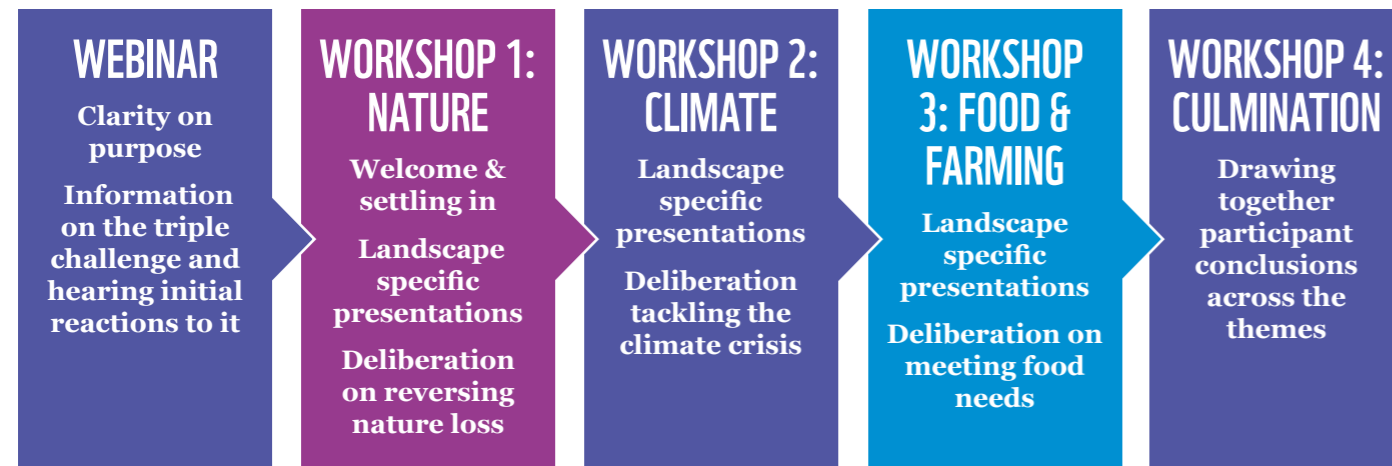 WEBINAR
Clarity on
purpose
Information
on the triple
challenge and
hearing initial
reactions to it
WORKSHOP 1:
NATURE
Welcome &
settling in
Landscape
specific
presentations
Deliberation
on reversing
nature loss
WORKSHOP 2:
CLIMATE
Landscape
specific
presentations
Deliberation
tackling the
climate crisis
WORKSHOP
3: FOOD &
FARMING
Landscape
specific
presentations
Deliberation on
meeting food
needs
WORKSHOP 4:
CULMINATION
Drawing
together
participant
conclusions
across the
themes